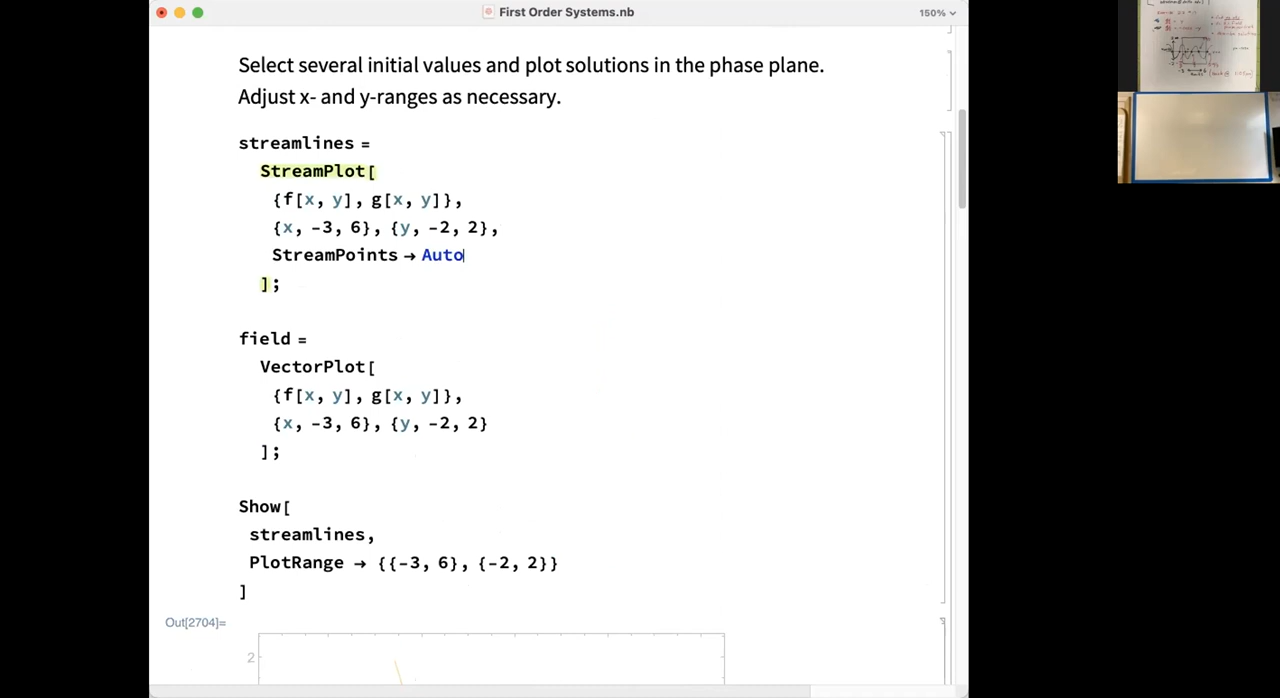 First Order Systems.nb
150%
Select several initial values and plot solutions in the phase plane.
Adjust x- and y-ranges as necessary.
streamlines =
StreamPlot[
{f[x, y], g[x, y]},
{x, -3, 6}, {y, -2, 2},
StreamPoints → Auto
];
field =
VectorPlot[
{f[x, y], g[x, y]},
{x, -3, 6}, {y, -2, 2}
];
Show[
streamlines,
PlotRange → {{-3, 6}, {-2, 2}}
]
Out[2704]=
2